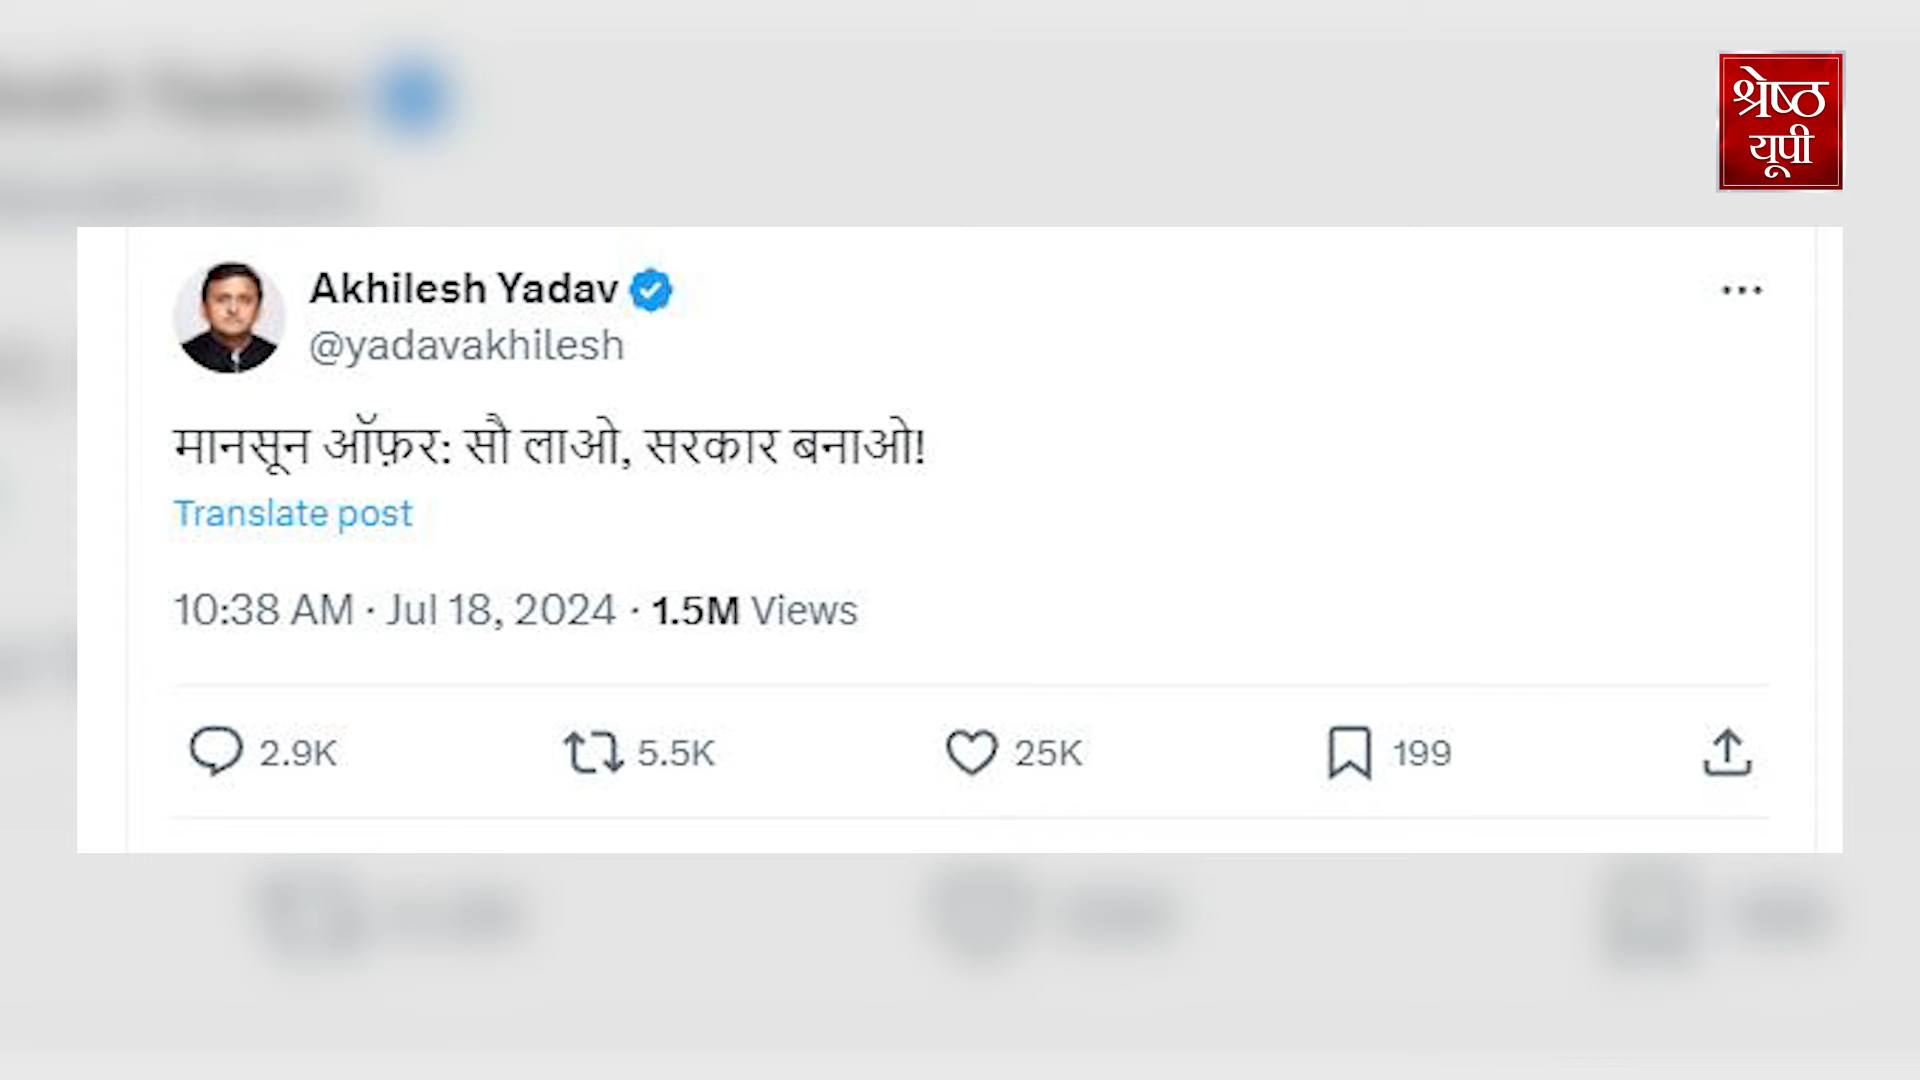 श्रेष्ठ
यूपी
Akhilesh Yadav
@yadavakhilesh
मानसून ऑफ़र: सौ लाओ, सरकार बनाओ!
Translate post
10:38 AM · Jul 18, 2024 · 1.5M Views
2.9K 5.5K 25K 199